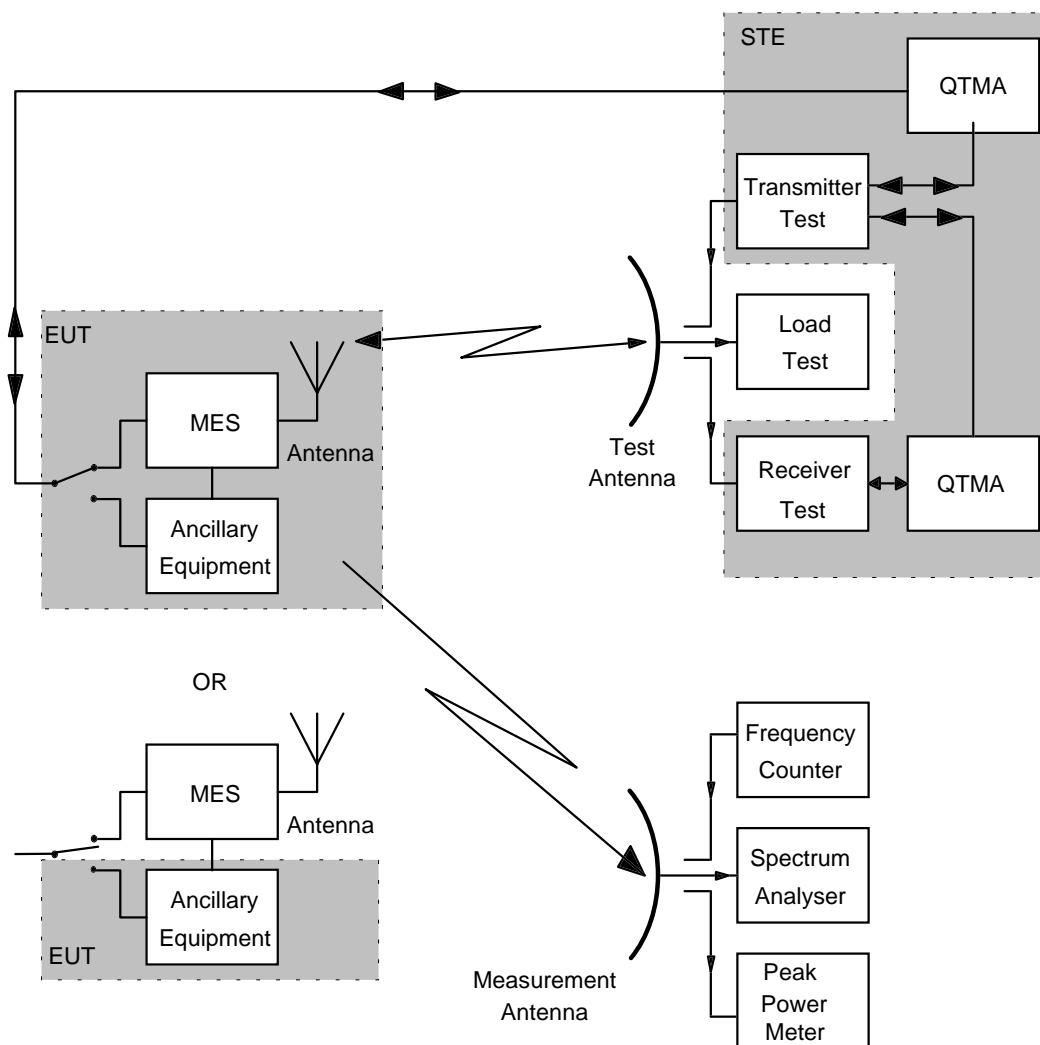 STE
QTMA
Transmitter
Test
EUT
Load
Test
MES
Antenna
Test
Antenna
Receiver
Test
QTMA
Ancillary
Equipment
OR
MES
Antenna
Frequency
Counter
Spectrum
Analyser
Ancillary
Equipment
EUT
Measurement
Antenna
Peak
Power
Meter